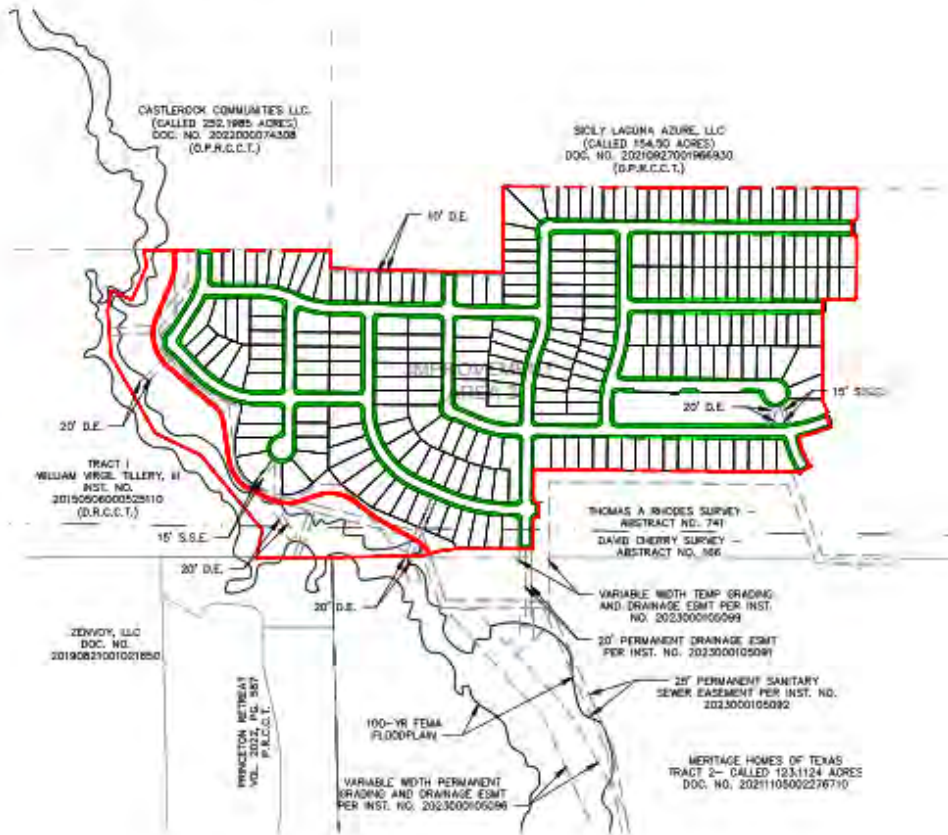 CASTLEROCK COMMUNITIES LLC.
(CALLED 252.1985 ACRES)
DOC. NO. 2022000074308
(O.P.R.C.C.T.)
SICILY LAGUNA AZURE, LLC
(CALLED 154.50 ACRES)
DOC. NO. 20210927001966930
(O.P.R.C.C.T.)
10' D.E.
IMPROVEMENT
AREA
15' S.S.E.
20' D.E.
20' D.E.
TRACT 1
WILLIAM VIRGIL TILLERY, III
INST. NO.
20150506000525110
(D.R.C.C.T.)
THOMAS A RHODES SURVEY -
ABSTRACT NO. 741
DAVID CHERRY SURVEY -
ABSTRACT NO. 166
15' S.S.E.
20' D.E.
20' D.E.
VARIABLE WIDTH TEMP GRADING
AND DRAINAGE ESMT PER INST.
NO. 2023000105099
20' PERMANENT DRAINAGE ESMT
PER INST. NO. 2023000105091
ZENVOY, LLC
DOC. NO.
20190821001021850
25' PERMANENT SANITARY
SEWER EASEMENT PER INST. NO.
2023000105092
PRINCETON RETREAT
VOL. 2022, PG. 587
P.R.C.C.T.
100-YR FEMA
FLOODPLAIN
MERITAGE HOMES OF TEXAS
TRACT 2- CALLED 123.1124 ACRES
DOC. NO. 20211105002276710
VARIABLE WIDTH PERMANENT
GRADING AND DRAINAGE ESMT
PER INST. NO. 2023000105096